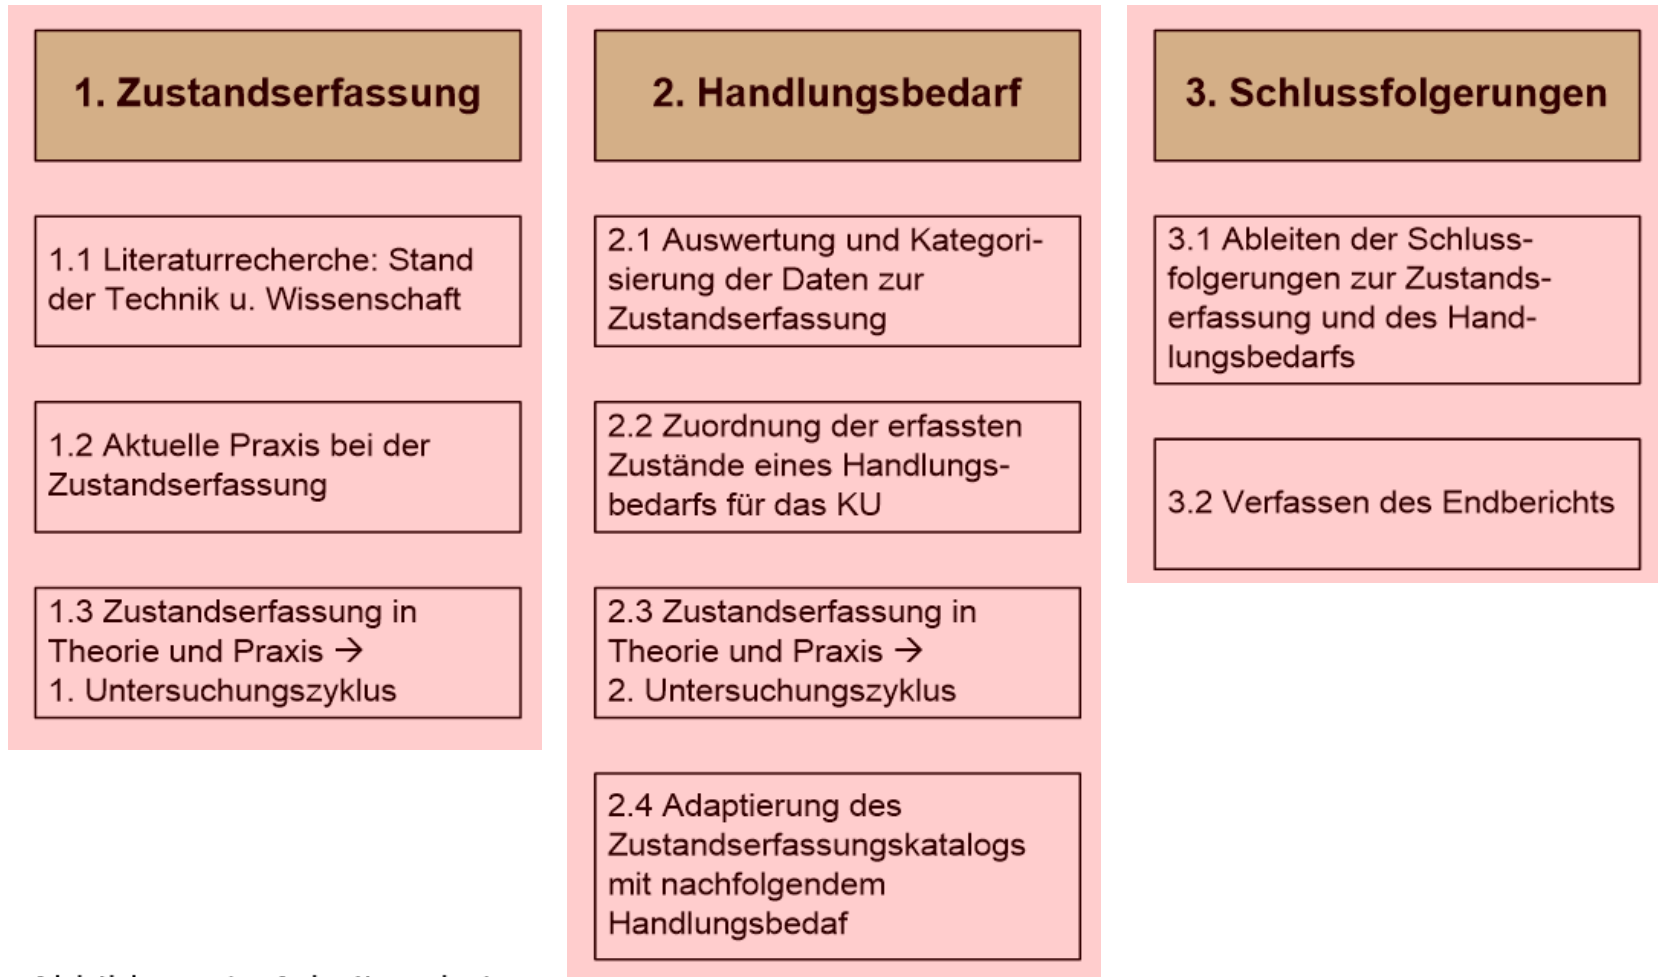 1. Zustandserfassung
1.1 Literaturrecherche: Stand
der Technik u. Wissenschaft
1.2 Aktuelle Praxis bei der
Zustandserfassung
1.3 Zustandserfassung in
Theorie und Praxis →
1. Untersuchungszyklus
2. Handlungsbedarf
2.1 Auswertung und Kategori-
sierung der Daten zur
Zustandserfassung
2.2 Zuordnung der erfassten
Zustände eines Handlungs-
bedarfs für das KU
2.3 Zustandserfassung in
Theorie und Praxis →
2. Untersuchungszyklus
2.4 Adaptierung des
Zustandserfassungskatalogs
mit nachfolgendem
Handlungsbedaf
3. Schlussfolgerungen
3.1 Ableiten der Schluss-
folgerungen zur Zustands-
erfassung und des Hand-
lungsbedarfs
3.2 Verfassen des Endberichts